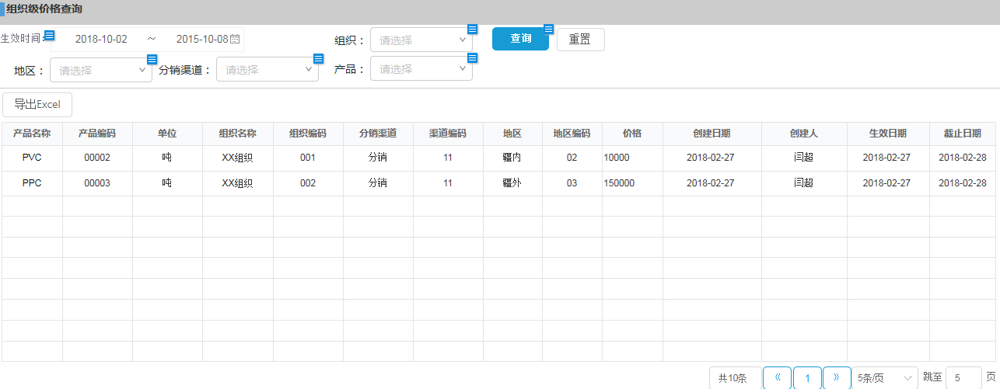 组织级价格查询
生效时间： 2018-10-02 ～ 2015-10-08 组织： 请选择 查询 重置
地区： 请选择 分销渠道： 请选择 产品： 请选择
导出Excel
产品名称 产品编码 单位 组织名称 组织编码 分销渠道 渠道编码 地区 地区编码 价格 创建日期 创建人 生效日期 截止日期
PVC 00002 吨 XX组织 001 分销 11 疆内 02 10000 2018-02-27 闫超 2018-02-27 2018-02-28
PPC 00003 吨 XX组织 002 分销 11 疆外 03 150000 2018-02-27 闫超 2018-02-27 2018-02-28
共10条 《 1 》 5条/页 跳至 5 页